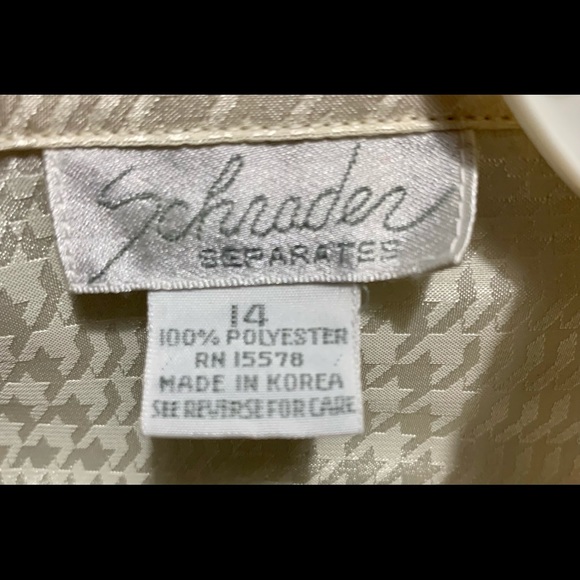 Schrader
SEPARATES
14
100% POLYESTER
RN 15578
MADE IN KOREA
SEE REVERSE FOR CARE